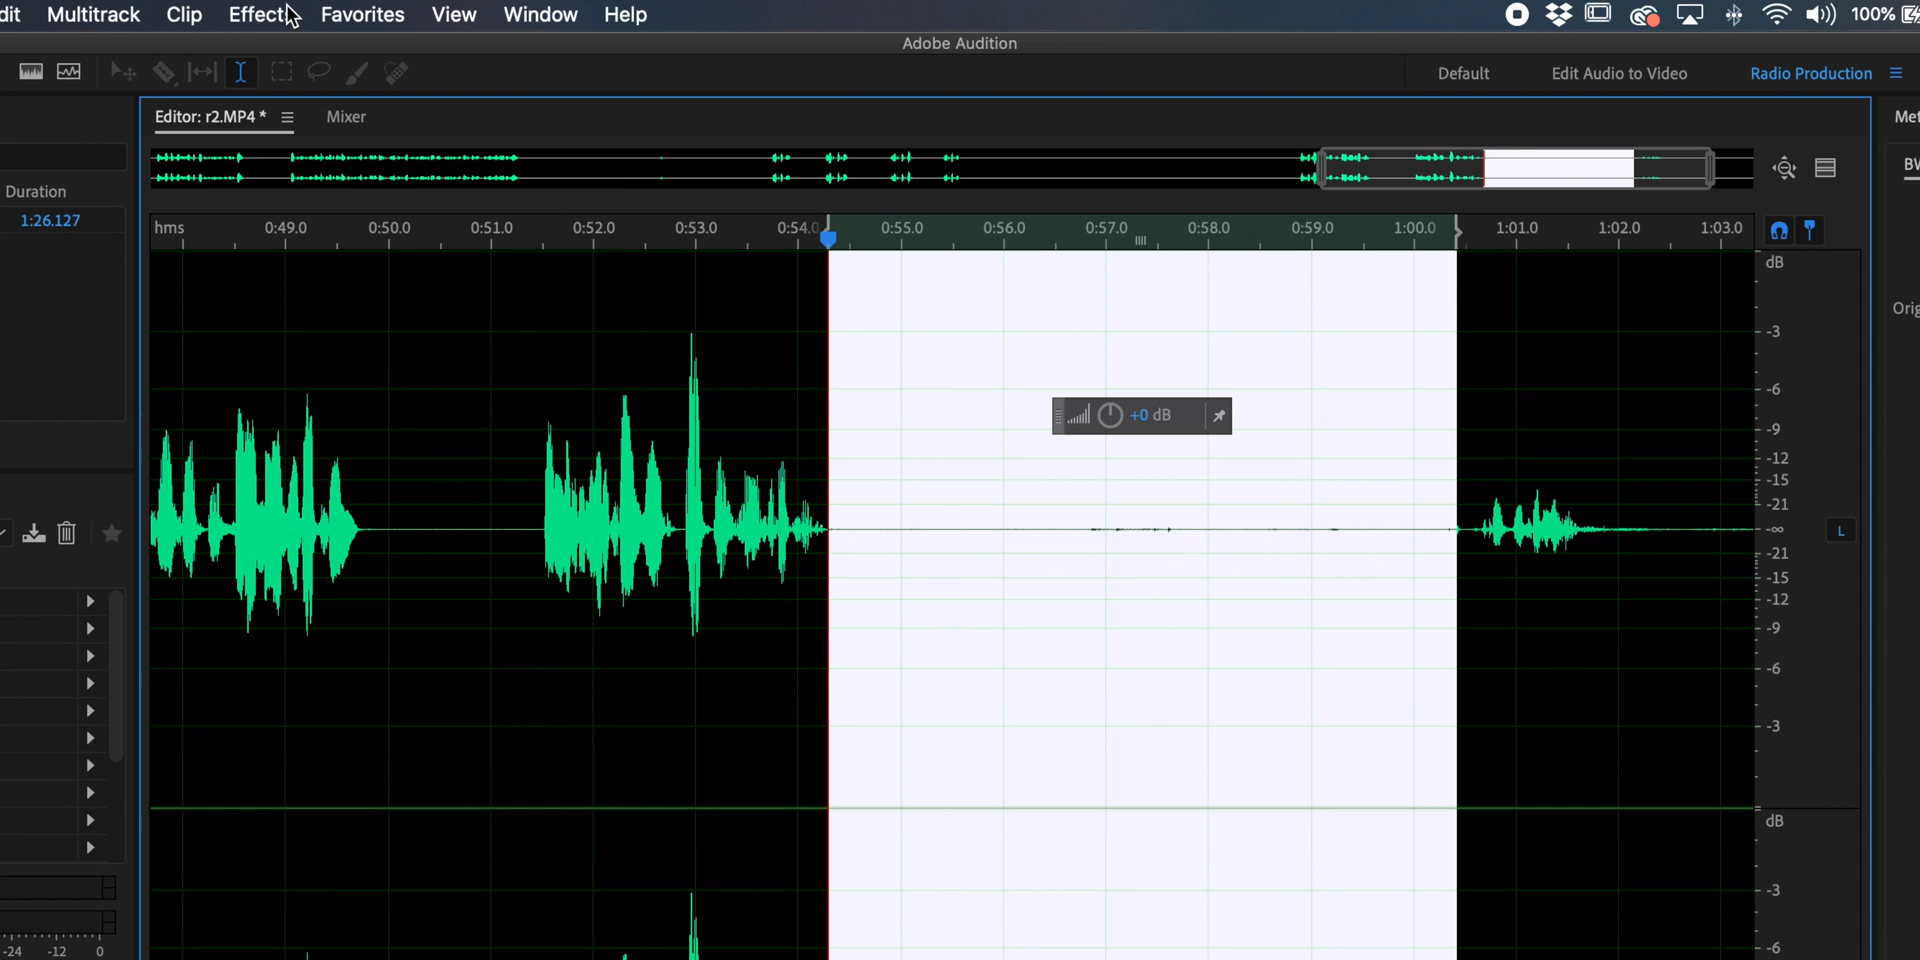 dit Multitrack Clip Effect Favorites View Window Help 100%
Adobe Audition
Default Edit Audio to Video Radio Production
Editor: r2.MP4 * Mixer Met
BW
Duration
1:26.127
hms 0:49.0 0:50.0 0:51.0 0:52.0 0:53.0 0:54.0 0:55.0 0:56.0 0:57.0 0:58.0 0:59.0 1:00.0 1:01.0 1:02.0 1:03.0
dB
Orig
-3
-6
+0 dB
-9
-12
-15
-21
-∞
L
-21
-15
-12
-9
-6
-3
dB
-3
-6
-24 -12 0